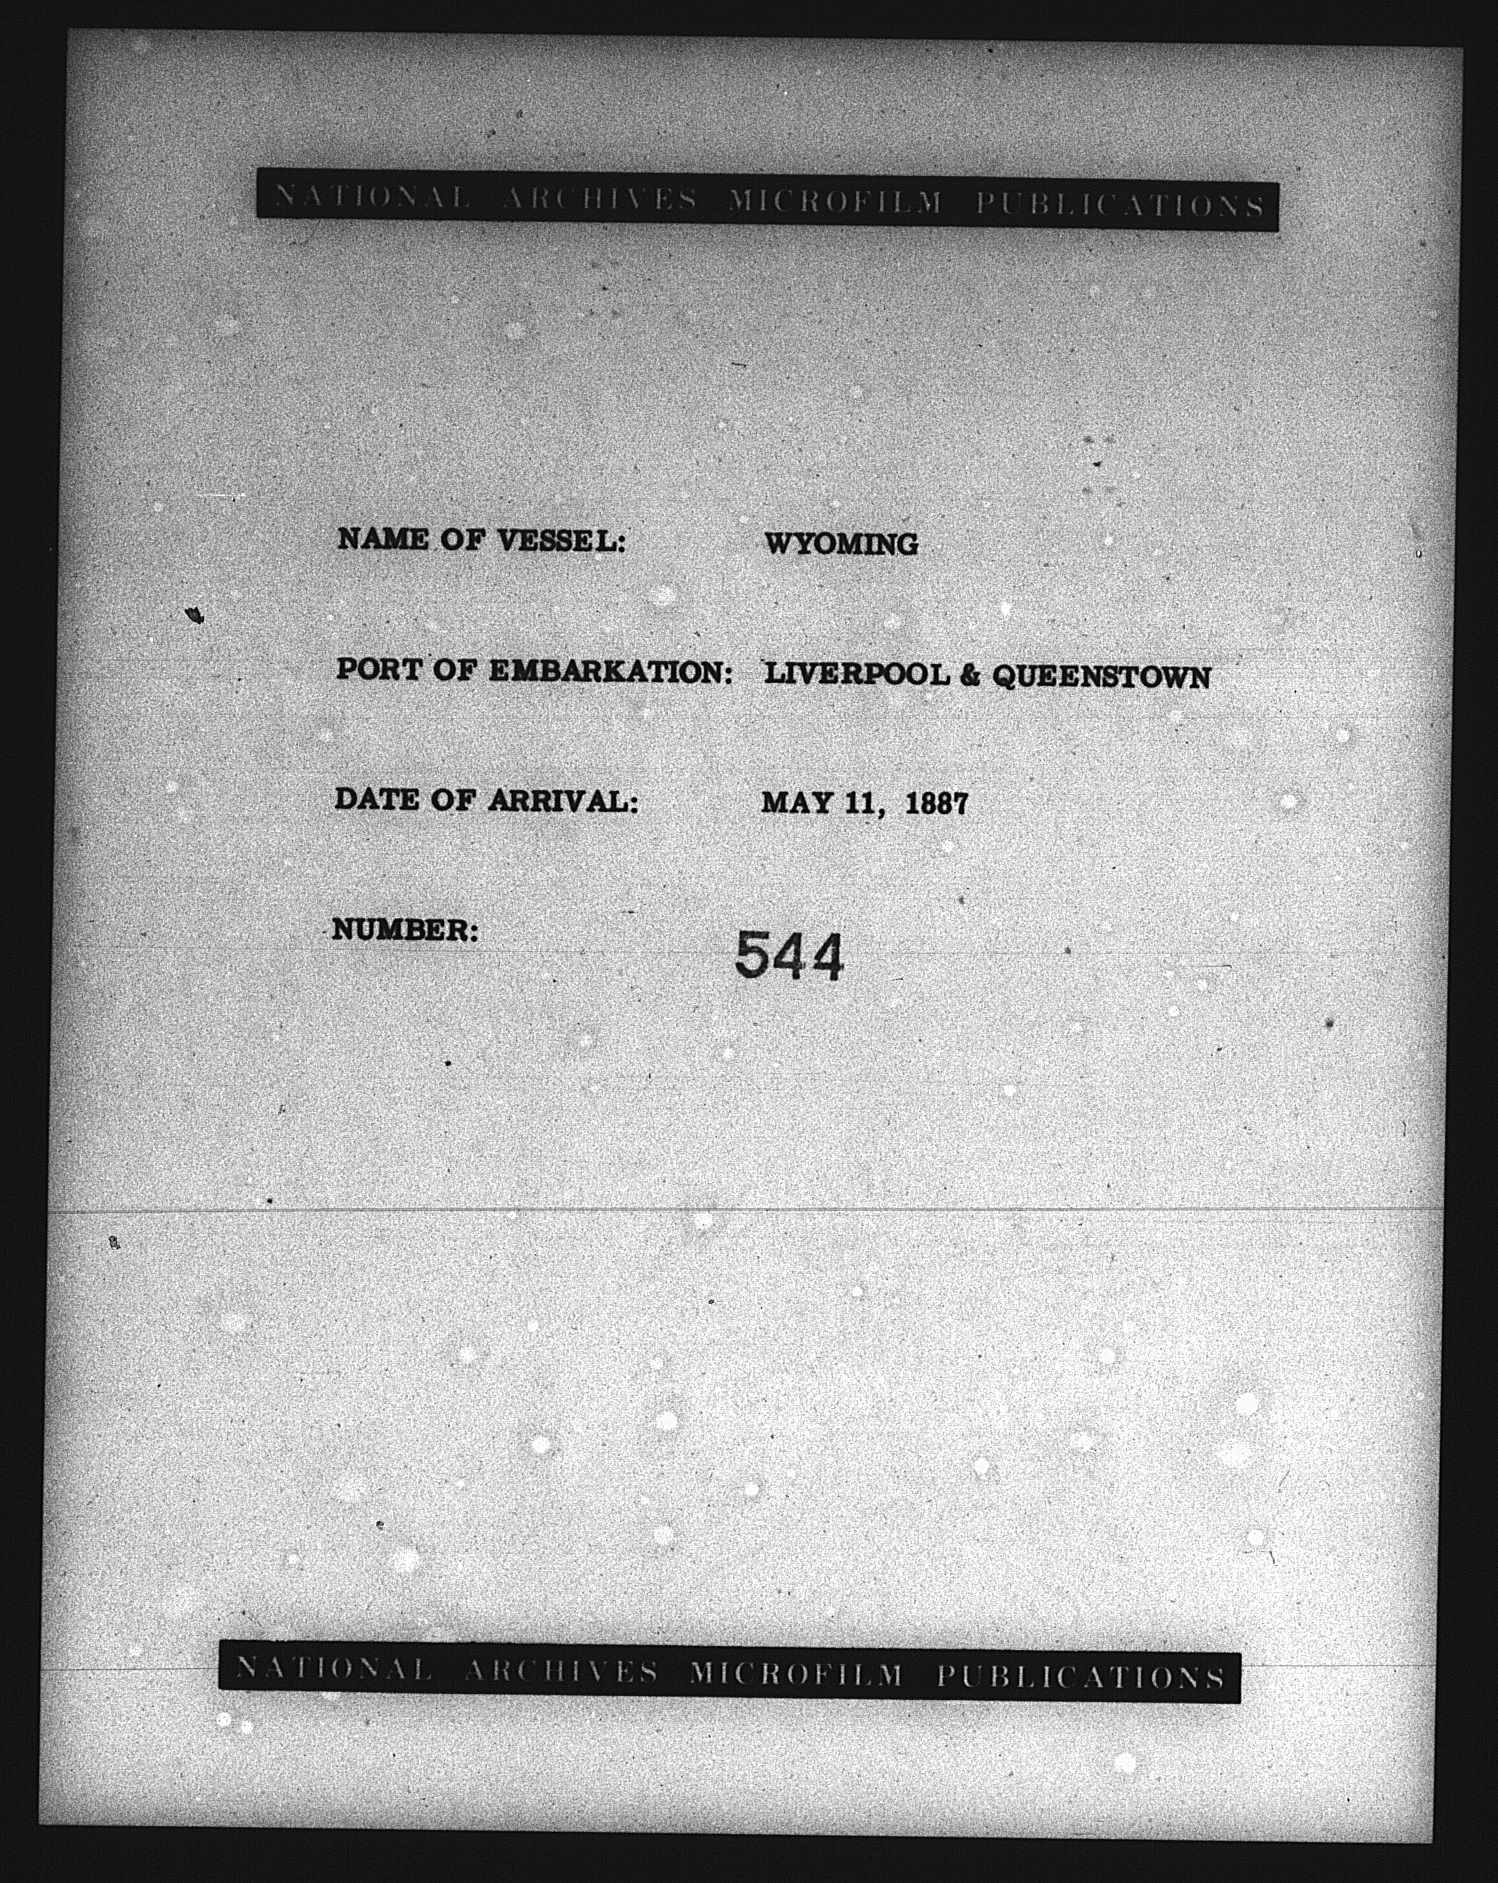 NATIONAL ARCHIVES MICROFILM PUBLICATIONS
NAME OF VESSEL: WYOMING
PORT OF EMBARKATION: LIVERPOOL & QUEENSTOWN
DATE OF ARRIVAL: MAY 11, 1887
NUMBER: 544
NATIONAL ARCHIVES MICROFILM PUBLICATIONS